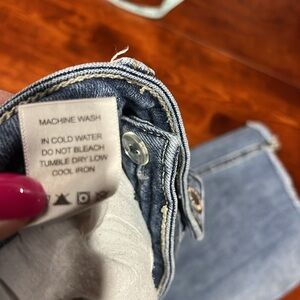 MACHINE WASH
IN COLD WATER
DO NOT BLEACH
TUMBLE DRY LOW
COOL IRON